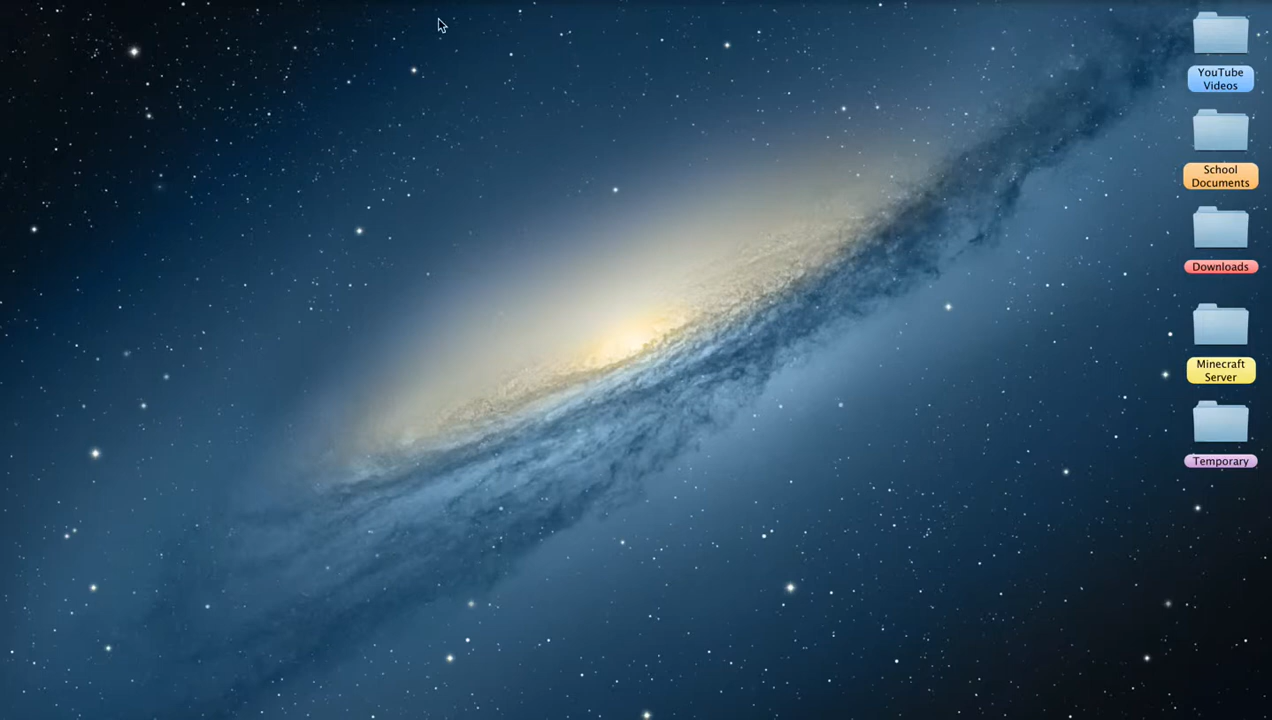 YouTube
Videos
School
Documents
Downloads
Minecraft
Server
Temporary